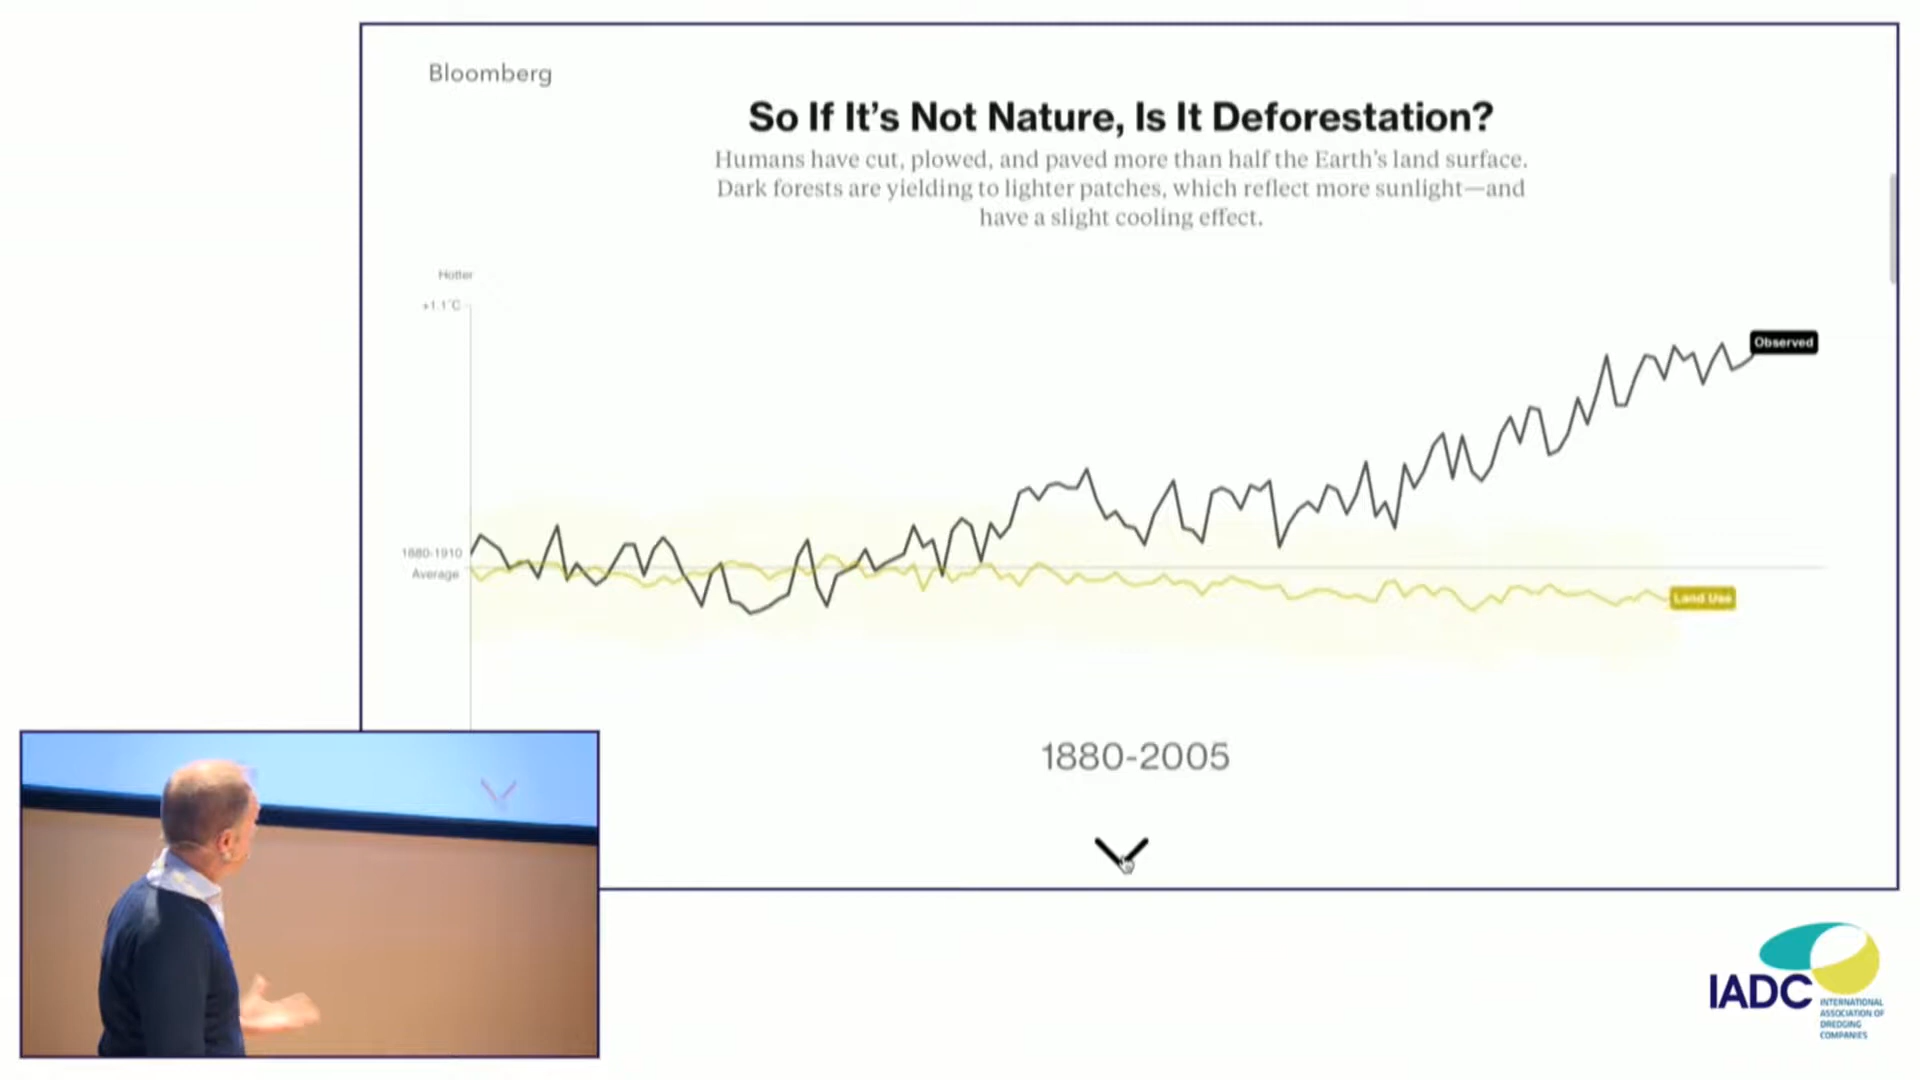 Bloomberg
So If It’s Not Nature, Is It Deforestation?
Humans have cut, plowed, and paved more than half the Earth’s land surface.
Dark forests are yielding to lighter patches, which reflect more sunlight—and
have a slight cooling effect.
Hotter
+1.1°C
Observed
1880-1910
Average
Land Use
1880-2005
IADC
INTERNATIONAL
ASSOCIATION OF
DREDGING
COMPANIES